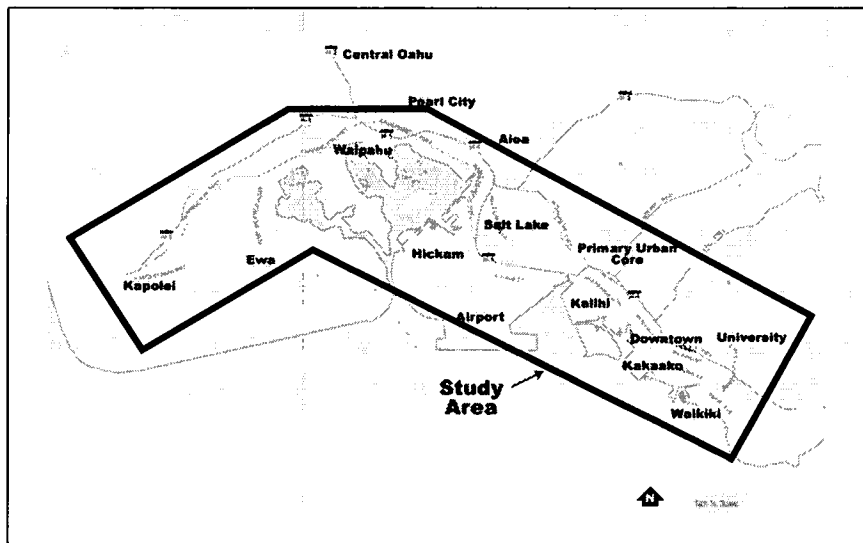 Central Oahu
Pearl City
Aiea
Waipahu
Salt Lake
Primary Urban
Core
Hickam
Ewa
Kapolei
Kalihi
Airport
Dowatown
University
Kakaako
Study
Area
Waikiki
N